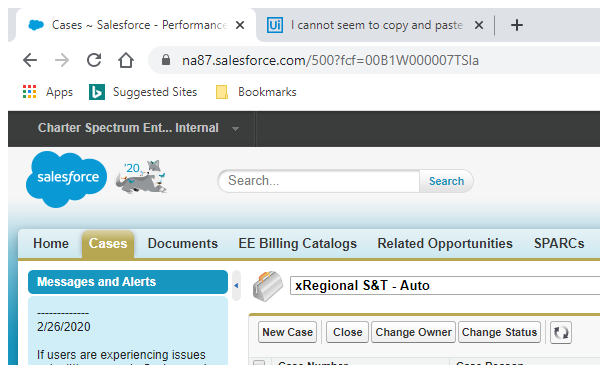 Cases ~ Salesforce - Performance
Ui I cannot seem to copy and paste
na87.salesforce.com/500?fcf=00B1W000007TSIa
Apps Suggested Sites Bookmarks
Charter Spectrum Ent... Internal
salesforce '20 Search... Search
Home Cases Documents EE Billing Catalogs Related Opportunities SPARCs
Messages and Alerts
xRegional S&T - Auto
-------------
2/26/2020
New Case Close Change Owner Change Status
If users are experiencing issues
Case Number Case Reason